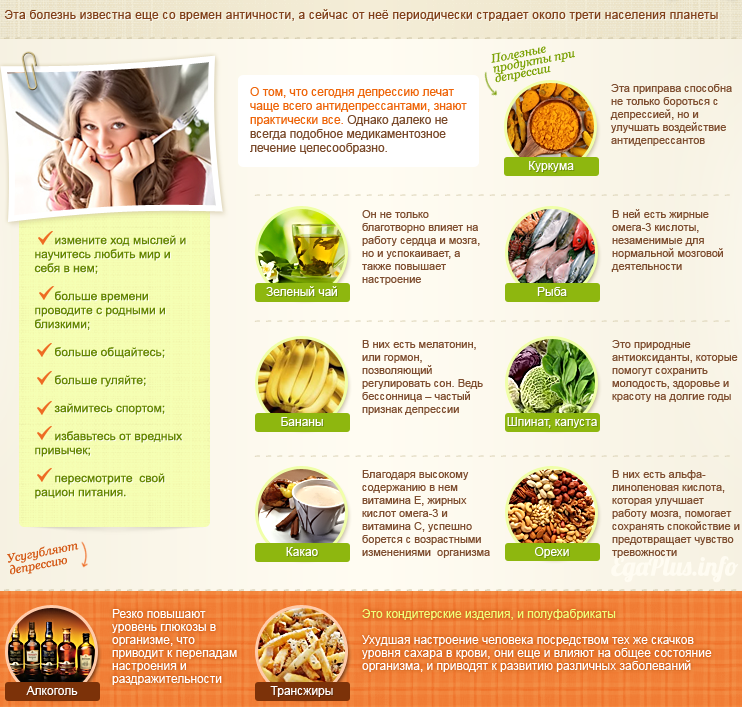 Эта болезнь известна еще со времен античности, а сейчас от неё периодически страдает около трети населения планеты
О том, что сегодня депрессию лечат
чаще всего антидепрессантами, знают
практически все. Однако далеко не
всегда подобное медикаментозное
лечение целесообразно.
измените ход мыслей и
научитесь любить мир и
себя в нем;
больше времени
проводите с родными и
близкими;
больше общайтесь;
больше гуляйте;
займитесь спортом;
избавьтесь от вредных
привычек;
пересмотрите свой
рацион питания.
Полезные
продукты при
депрессии
Куркума
Эта приправа способна
не только бороться с
депрессией, но и
улучшать воздействие
антидепрессантов
Зеленый чай
Он не только
благотворно влияет на
работу сердца и мозга,
но и успокаивает, а
также повышает
настроение
Рыба
В ней есть жирные
омега-3 кислоты,
незаменимые для
нормальной мозговой
деятельности
Бананы
В них есть мелатонин,
или гормон,
позволяющий
регулировать сон. Ведь
бессонница – частый
признак депрессии
Шпинат, капуста
Это природные
антиоксиданты, которые
помогут сохранить
молодость, здоровье и
красоту на долгие годы
Какао
Благодаря высокому
содержанию в нем
витамина Е, жирных
кислот омега-3 и
витамина С, успешно
борется с возрастными
изменениями организма
Орехи
В них есть альфа-
линоленовая кислота,
которая улучшает
работу мозга, помогает
сохранять спокойствие и
предотвращает чувство
тревожности
EgaPlus.info
Усугубляют
депрессию
Алкоголь
Резко повышают
уровень глюкозы в
организме, что
приводит к перепадам
настроения и
раздражительности
Трансжиры
Это кондитерские изделия, и полуфабрикаты
Ухудшая настроение человека посредством тех же скачков
уровня сахара в крови, они еще и влияют на общее состояние
организма, и приводят к развитию различных заболеваний